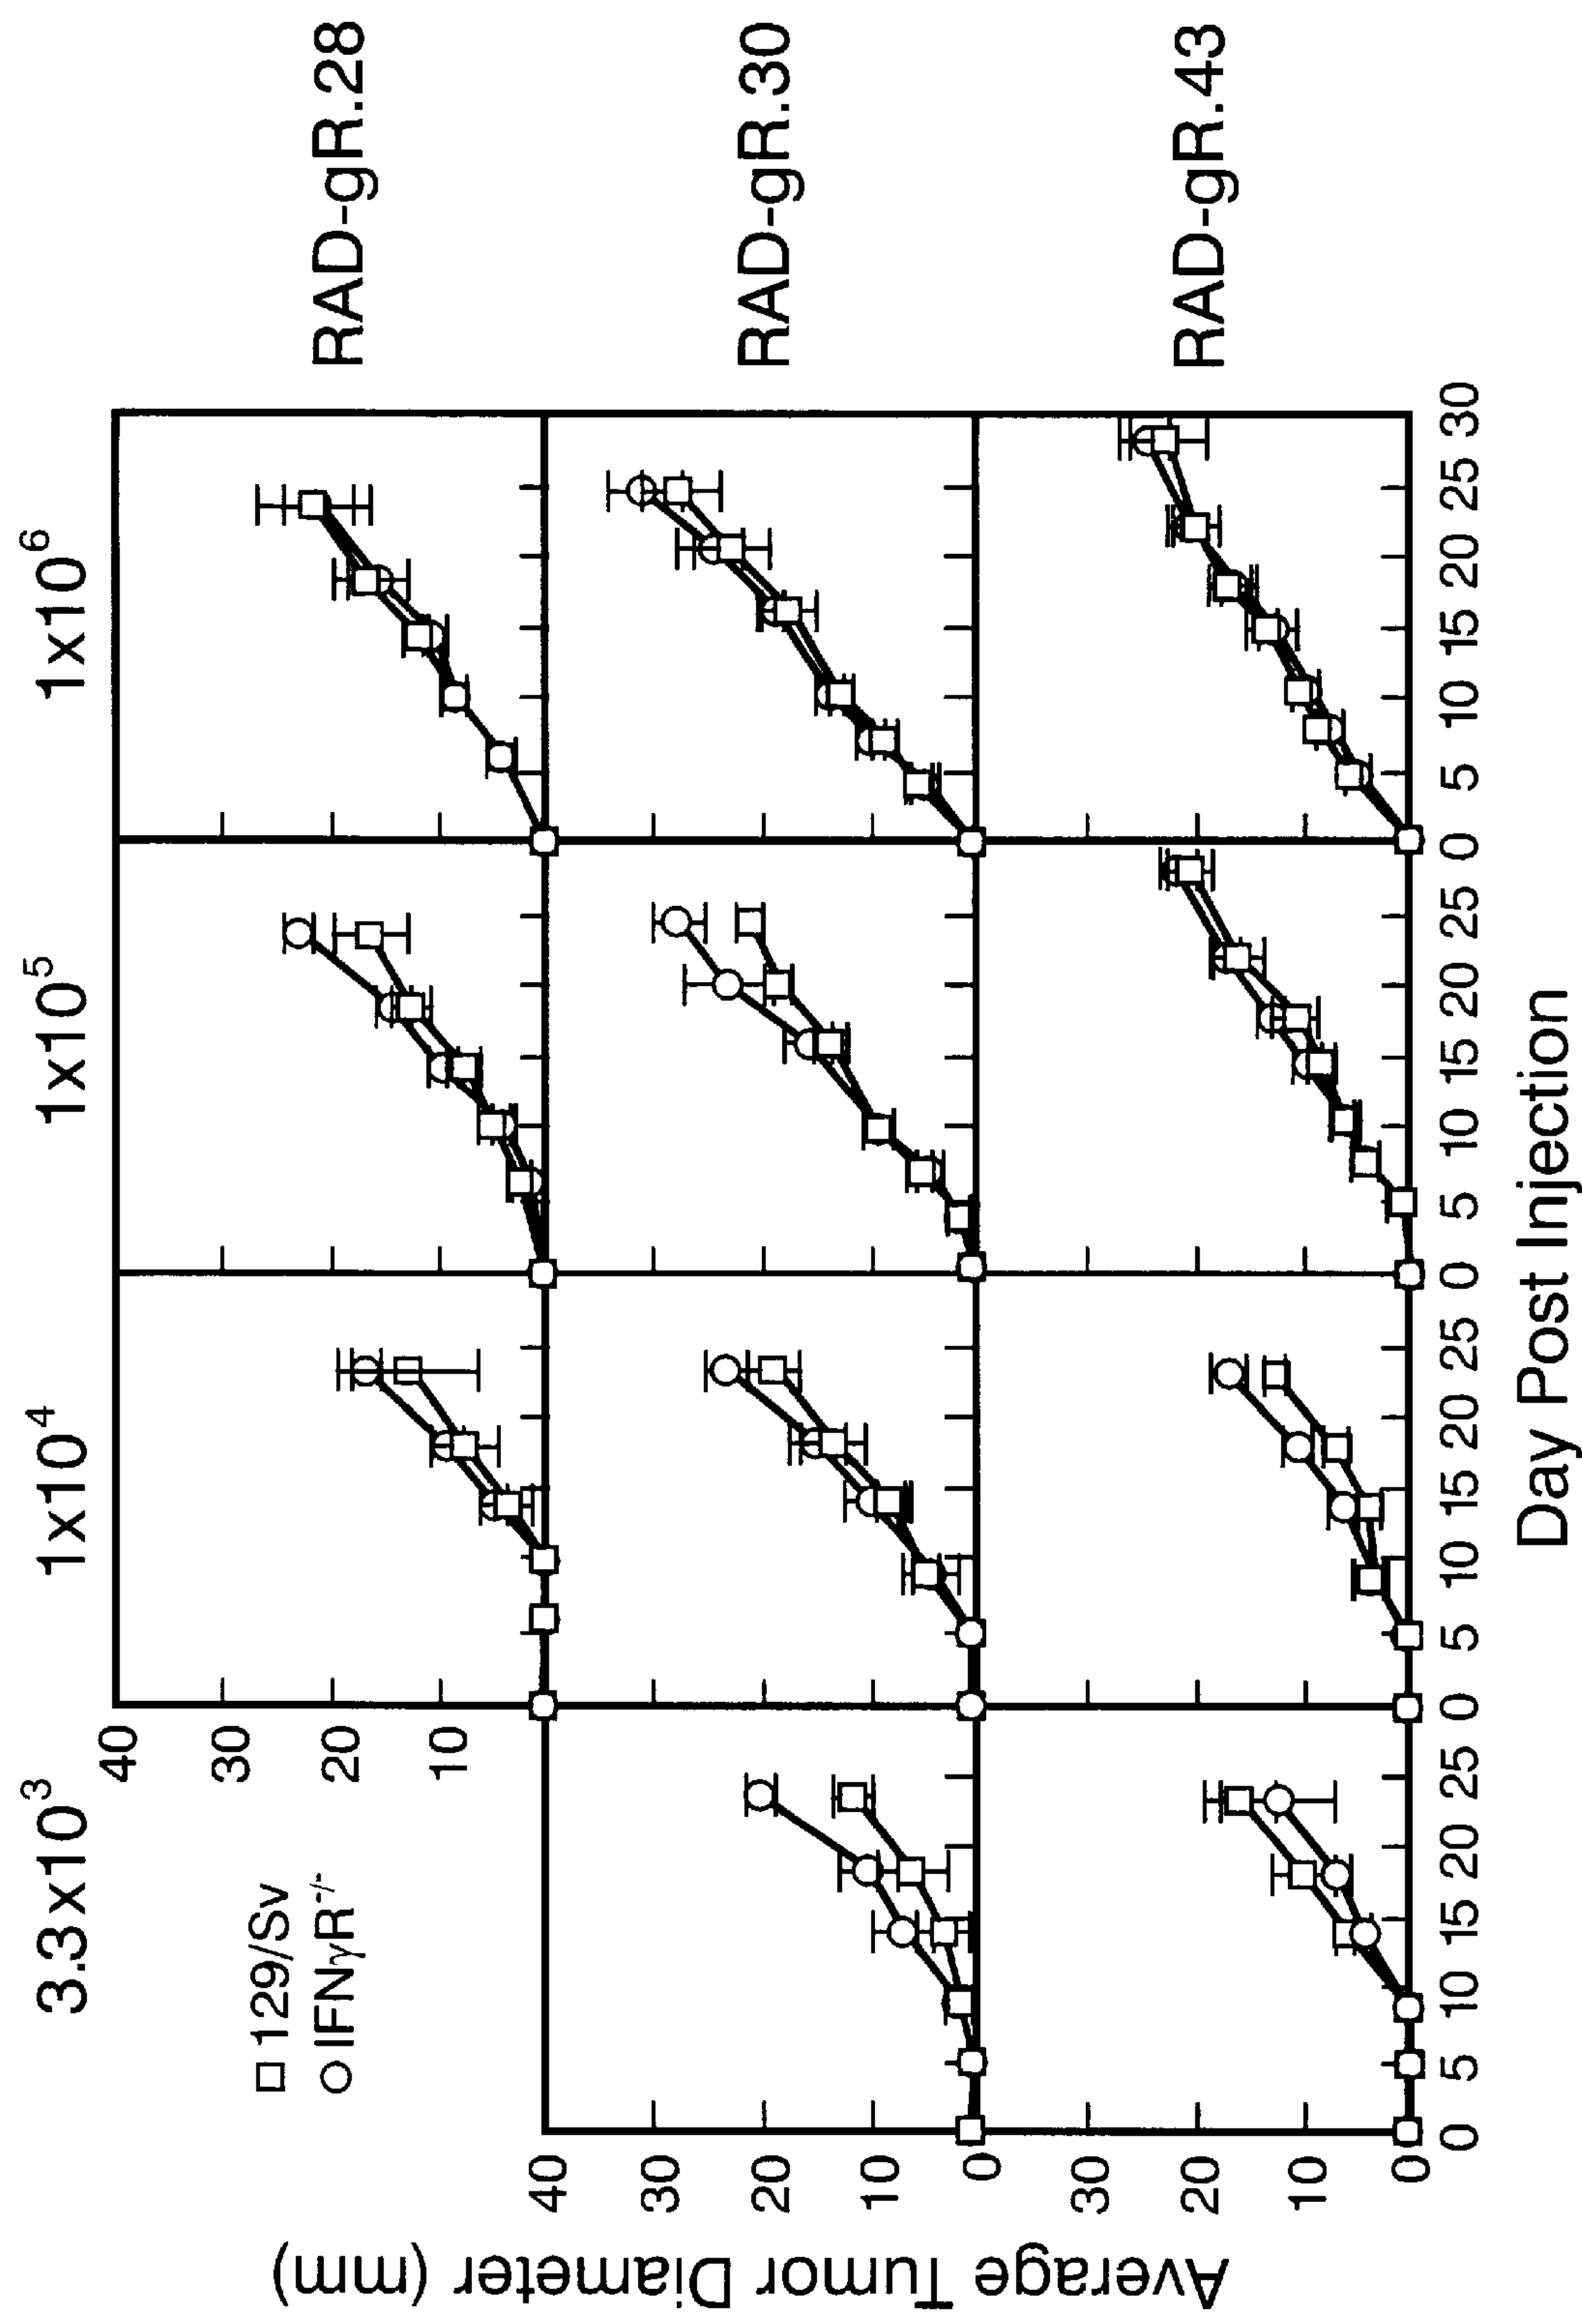 3.3x10³ 1x10⁴ 1x10⁵ 1x10⁶
□ 129/Sv
○ IFNγR⁻/⁻
Average Tumor Diameter (mm)
40
30
20
10
RAD-gR.28
40
30
20
10
0
RAD-gR.30
30
20
10
0
RAD-gR.43
0 5 10 15 20 25 0 5 10 15 20 25 0 5 10 15 20 25 0 5 10 15 20 25 30
Day Post Injection